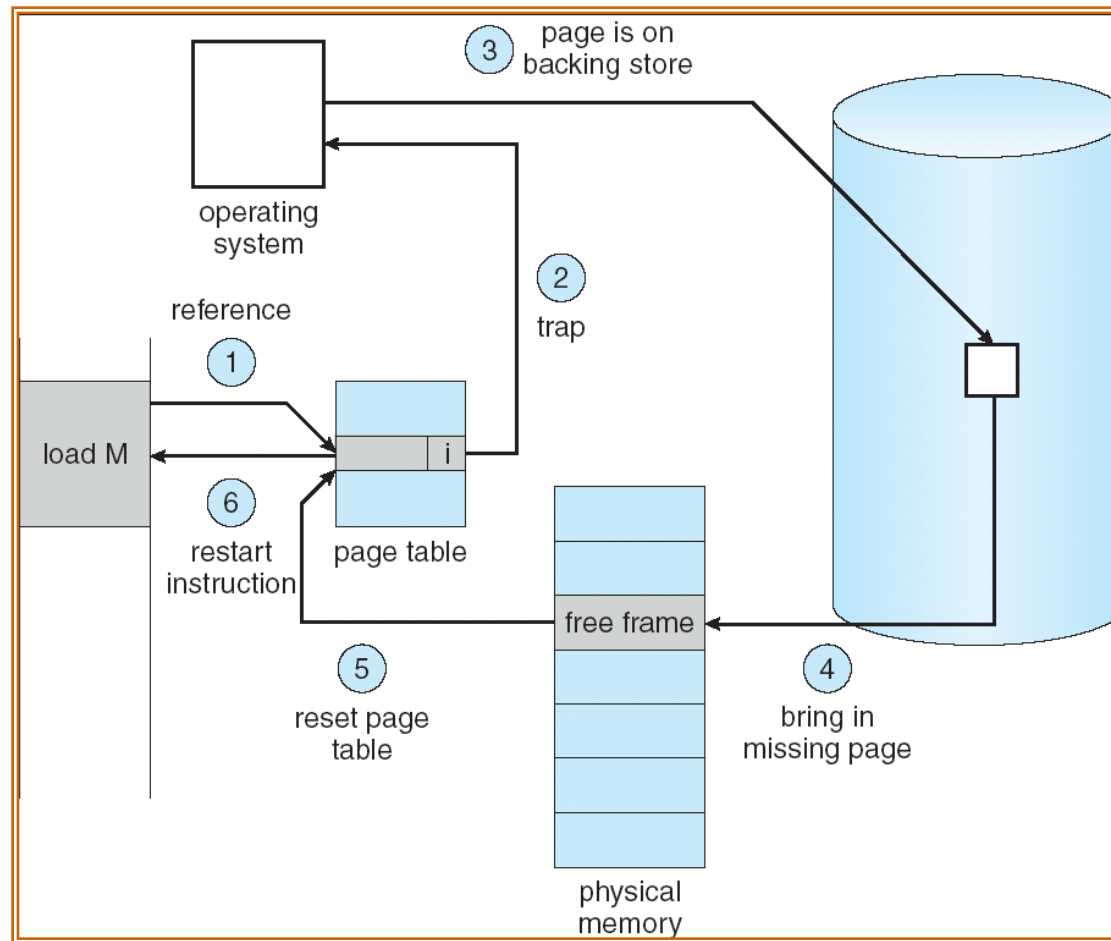 3
page is on
backing store
operating
system
2
trap
reference
1
load M
i
6
restart
instruction
page table
free frame
5
reset page
table
4
bring in
missing page
physical
memory